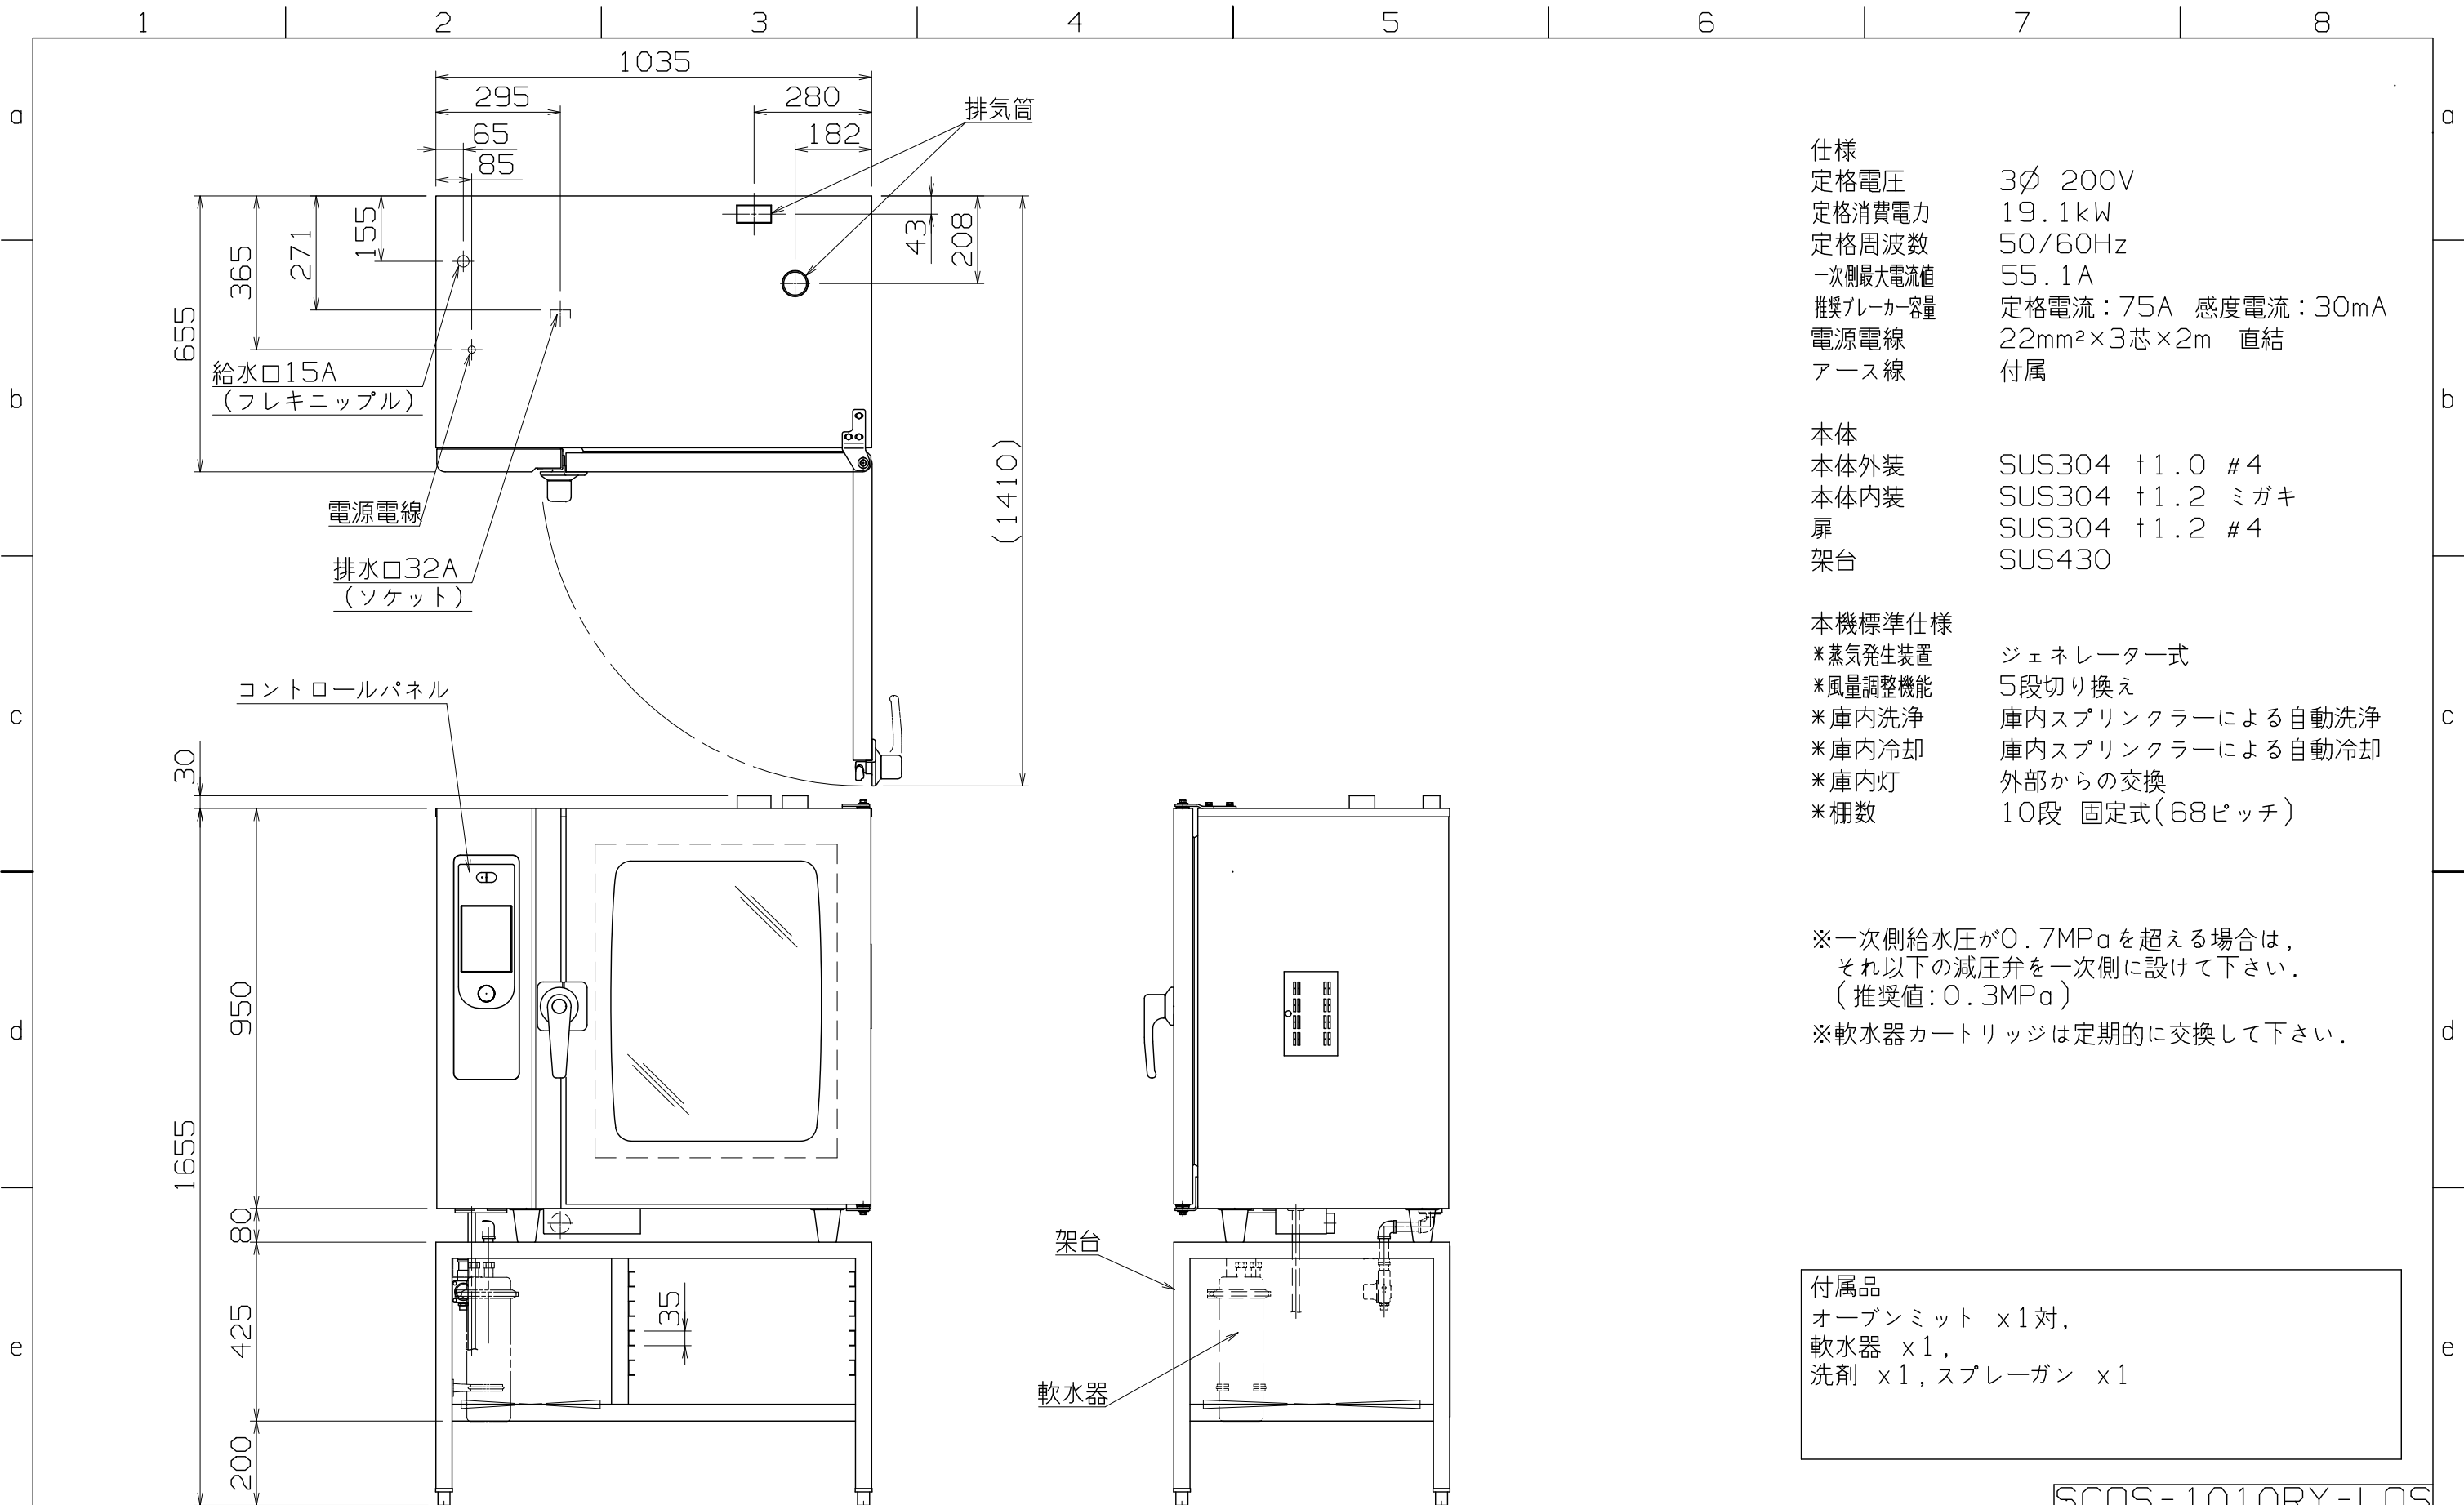 1 2 3 4 5 6 7 8
a
b
c
d
e
a
b
c
d
e
1035
295
280
65
182
85
排気筒
655
365
271
155
43
208
(1410)
給水口15A
(フレキニップル)
電源電線
排水口32A
(ソケット)
コントロールパネル
30
950
1655
80
425
200
35
架台
軟水器
仕様
定格電圧 3∅ 200V
定格消費電力 19.1kW
定格周波数 50/60Hz
一次側最大電流値 55.1A
推奨ブレーカー容量 定格電流:75A 感度電流:30mA
電源電線 22mm²×3芯×2m 直結
アース線 付属
本体
本体外装 SUS304 t1.0 #4
本体内装 SUS304 t1.2 ミガキ
扉 SUS304 t1.2 #4
架台 SUS430
本機標準仕様
*蒸気発生装置 ジェネレーター式
*風量調整機能 5段切り換え
*庫内洗浄 庫内スプリンクラーによる自動洗浄
*庫内冷却 庫内スプリンクラーによる自動冷却
*庫内灯 外部からの交換
*棚数 10段 固定式(68ピッチ)
※一次側給水圧が0.7MPaを超える場合は,
それ以下の減圧弁を一次側に設けて下さい.
(推奨値:0.3MPa)
※軟水器カートリッジは定期的に交換して下さい.
付属品
オーブンミット x1対,
軟水器 x1,
洗剤 x1,スプレーガン x1
SCOS-1010RY-LOS